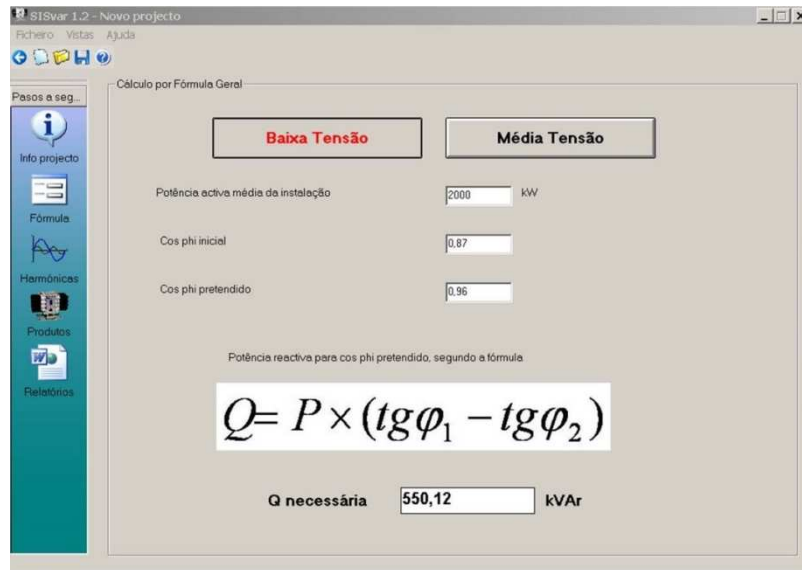 SISvar 1.2 - Novo projecto
Ficheiro Vistas Ajuda
Pasos a seg...
Info projecto
Fórmula
Harmónicas
Produtos
Relatórios
Cálculo por Fórmula Geral
Baixa Tensão Média Tensão
Potência activa média da instalação 2000 kW
Cos phi inicial 0,87
Cos phi pretendido 0,96
Potência reactiva para cos phi pretendido, segundo a fórmula
Q= P×(tgφ₁ − tgφ₂)
Q necessária 550,12 kVAr